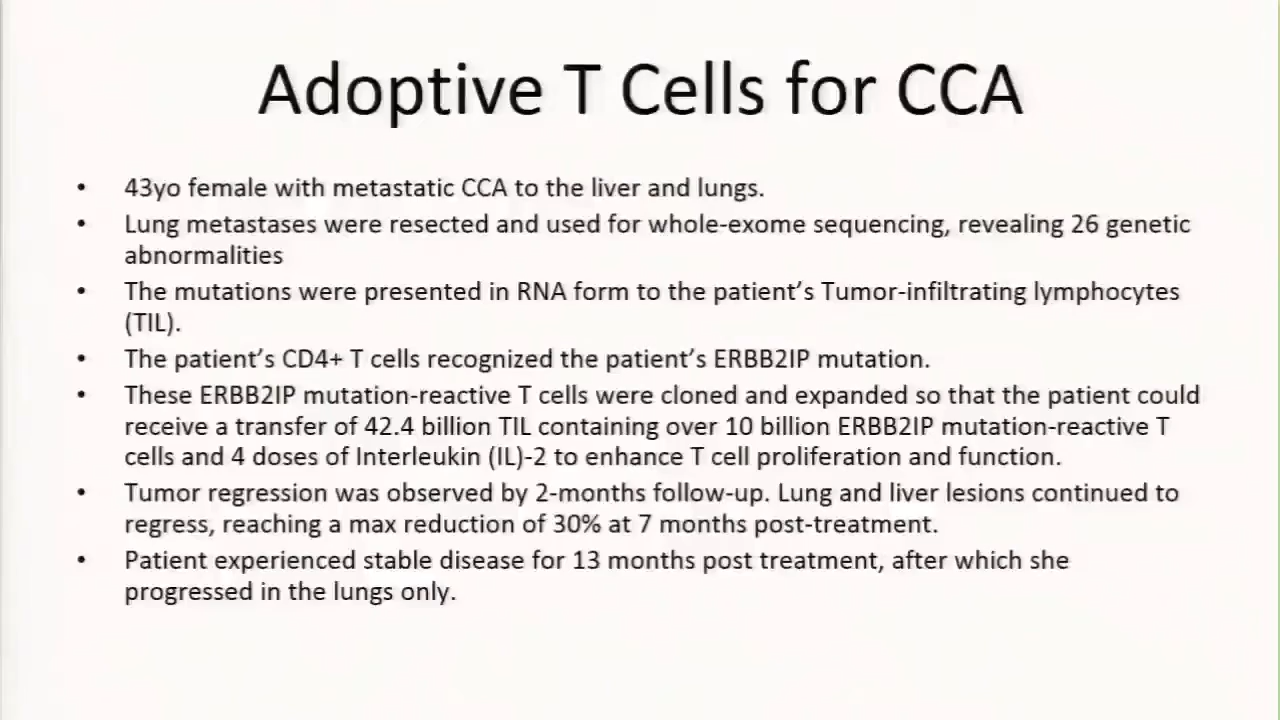 Adoptive T Cells for CCA
• 43yo female with metastatic CCA to the liver and lungs.
• Lung metastases were resected and used for whole-exome sequencing, revealing 26 genetic
abnormalities
• The mutations were presented in RNA form to the patient’s Tumor-infiltrating lymphocytes
(TIL).
• The patient’s CD4+ T cells recognized the patient’s ERBB2IP mutation.
• These ERBB2IP mutation-reactive T cells were cloned and expanded so that the patient could
receive a transfer of 42.4 billion TIL containing over 10 billion ERBB2IP mutation-reactive T
cells and 4 doses of Interleukin (IL)-2 to enhance T cell proliferation and function.
• Tumor regression was observed by 2-months follow-up. Lung and liver lesions continued to
regress, reaching a max reduction of 30% at 7 months post-treatment.
• Patient experienced stable disease for 13 months post treatment, after which she
progressed in the lungs only.